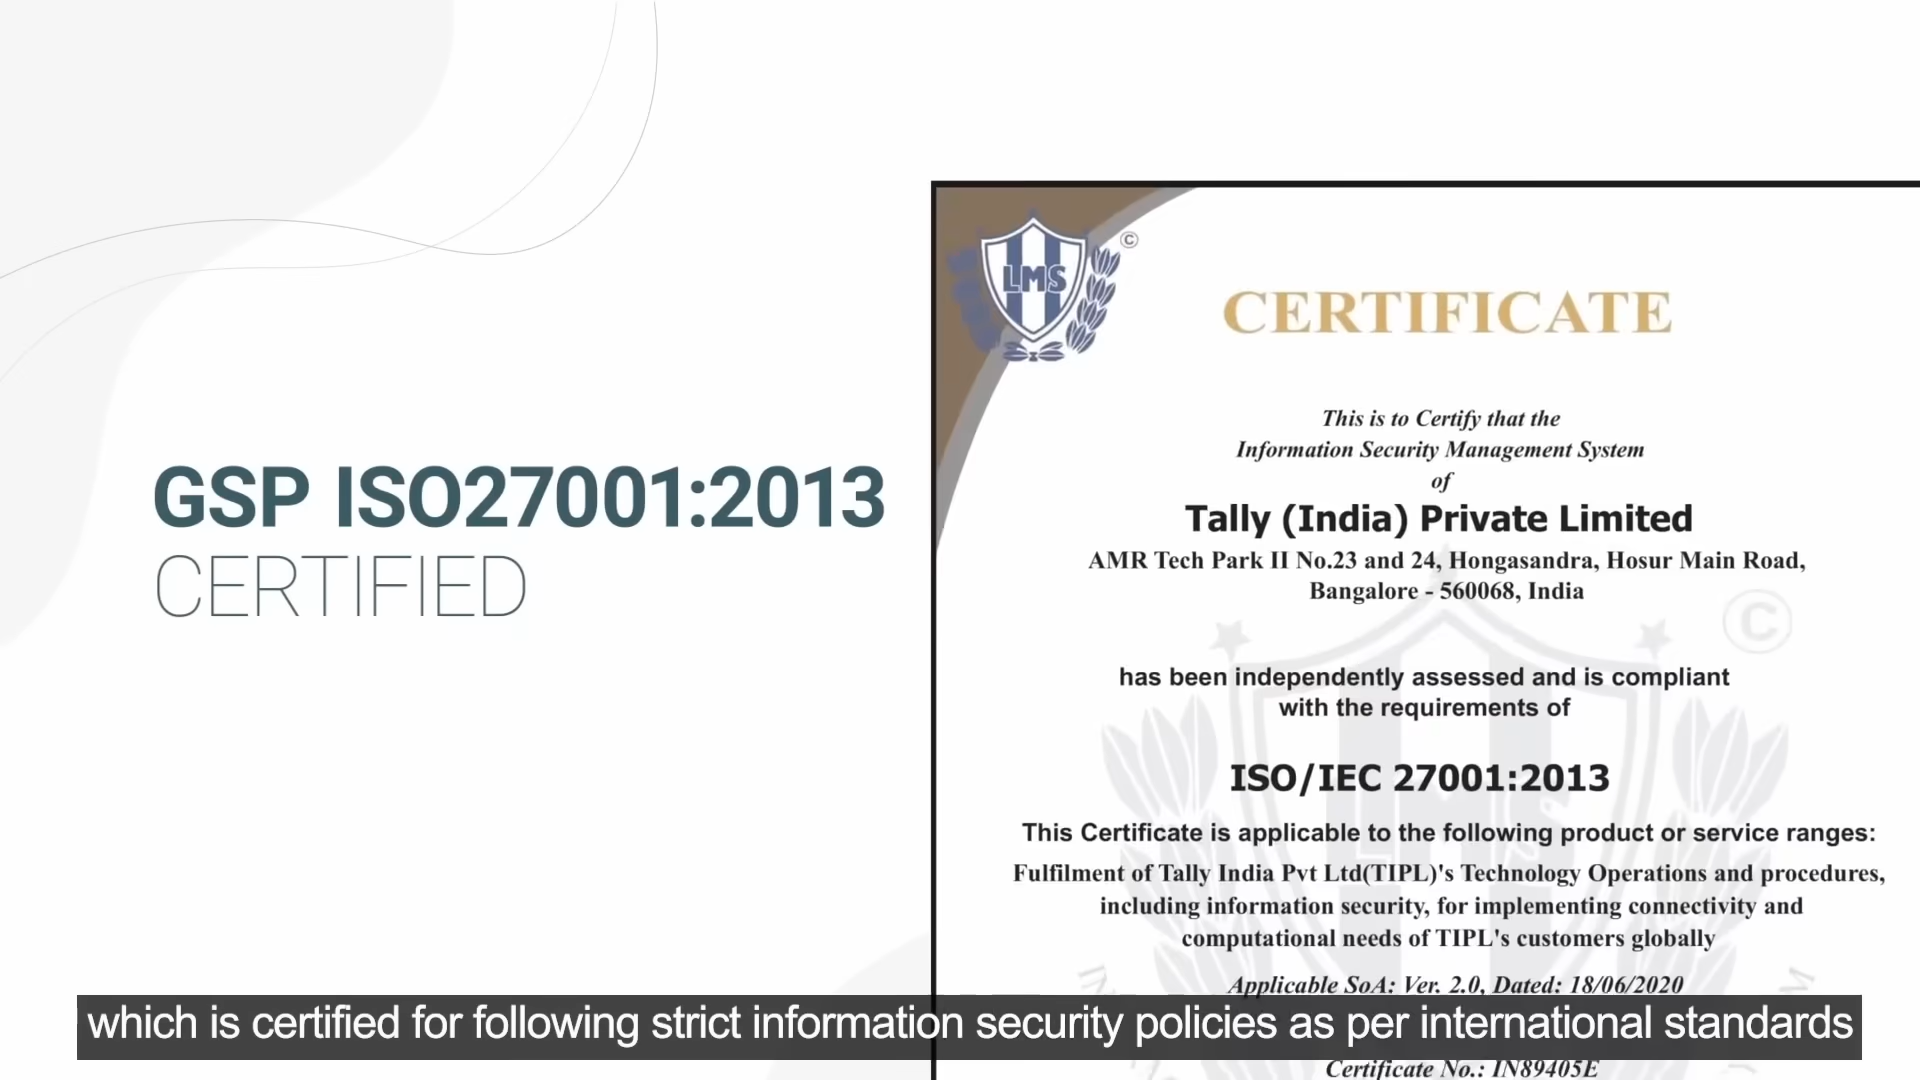 GSP ISO27001:2013
CERTIFIED
LMS
©
CERTIFICATE
This is to Certify that the
Information Security Management System
of
Tally (India) Private Limited
AMR Tech Park II No.23 and 24, Hongasandra, Hosur Main Road,
Bangalore - 560068, India
©
has been independently assessed and is compliant
with the requirements of
ISO/IEC 27001:2013
This Certificate is applicable to the following product or service ranges:
Fulfilment of Tally India Pvt Ltd(TIPL)'s Technology Operations and procedures,
including information security, for implementing connectivity and
computational needs of TIPL's customers globally
Applicable SoA: Ver. 2.0, Dated: 18/06/2020
which is certified for following strict information security policies as per international standards
Certificate No.: IN89405E